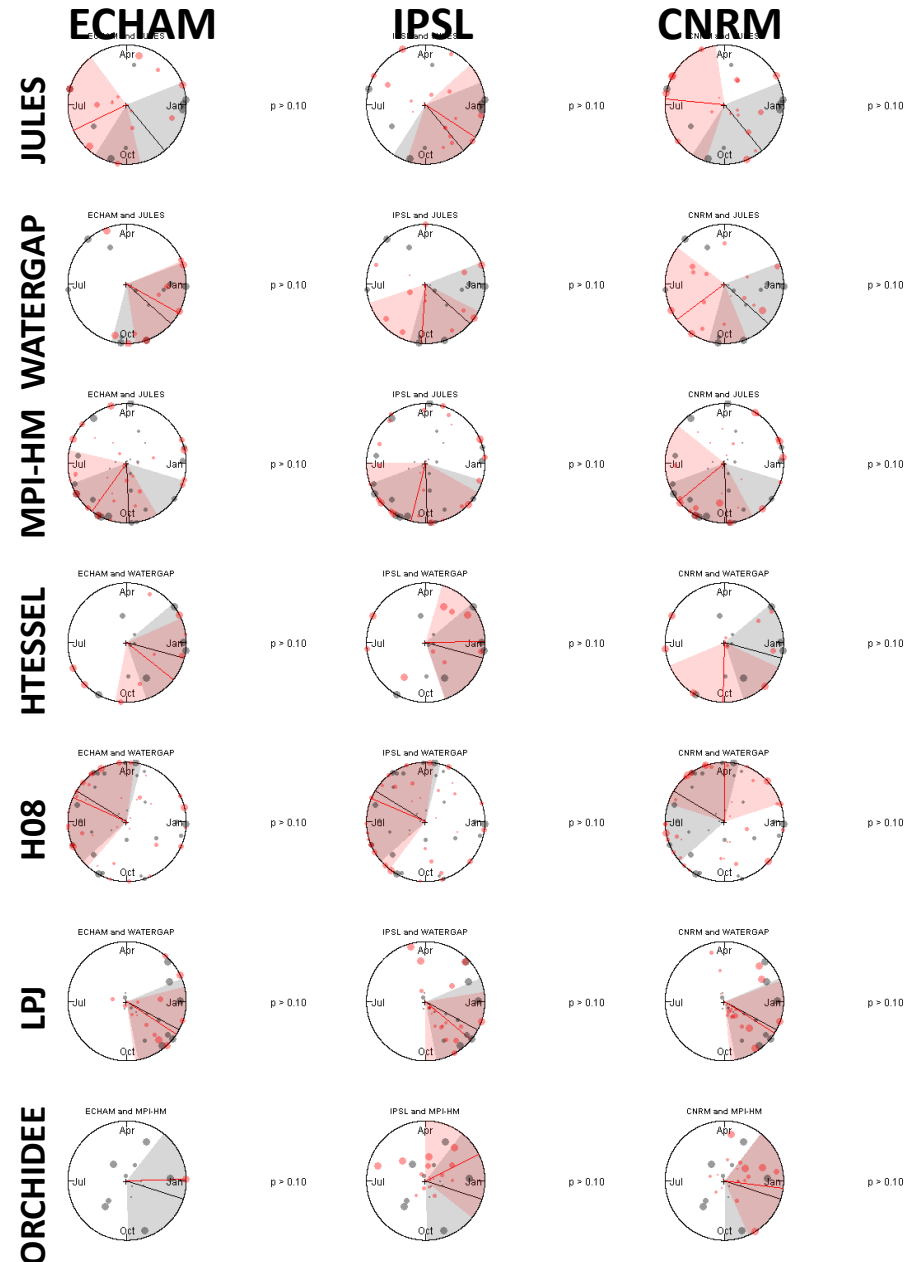 ECHAM IPSL CNRM
ECHAM and JULES IPSL and JULES CNRM and JULES
JULES
Apr Apr Apr
Jul Jan p > 0.10 Jul Jan p > 0.10 Jul Jan p > 0.10
Oct Oct Oct
ECHAM and JULES IPSL and JULES CNRM and JULES
WATERGAP
Apr Apr Apr
Jul Jan p > 0.10 Jul Jan p > 0.10 Jul Jan p > 0.10
Oct Oct Oct
ECHAM and JULES IPSL and JULES CNRM and JULES
MPI-HM
Apr Apr Apr
Jul Jan p > 0.10 Jul Jan p > 0.10 Jul Jan p > 0.10
Oct Oct Oct
ECHAM and WATERGAP IPSL and WATERGAP CNRM and WATERGAP
HTESSEL
Apr Apr Apr
Jul Jan p > 0.10 Jul Jan p > 0.10 Jul Jan p > 0.10
Oct Oct Oct
ECHAM and WATERGAP IPSL and WATERGAP CNRM and WATERGAP
H08
Apr Apr Apr
Jul Jan p > 0.10 Jul Jan p > 0.10 Jul Jan p > 0.10
Oct Oct Oct
ECHAM and WATERGAP IPSL and WATERGAP CNRM and WATERGAP
LPJ
Apr Apr Apr
Jul Jan p > 0.10 Jul Jan p > 0.10 Jul Jan p > 0.10
Oct Oct Oct
ECHAM and MPI-HM IPSL and MPI-HM CNRM and MPI-HM
ORCHIDEE
Apr Apr Apr
Jul Jan p > 0.10 Jul Jan p > 0.10 Jul Jan p > 0.10
Oct Oct Oct